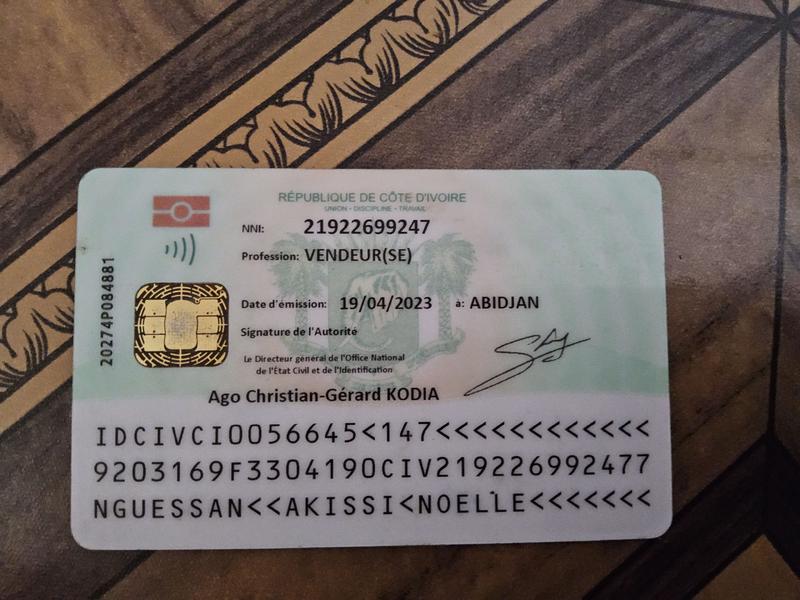 RÉPUBLIQUE DE CÔTE D'IVOIRE
UNION - DISCIPLINE - TRAVAIL
NNI: 21922699247
Profession: VENDEUR(SE)
20274P084881
Date d'émission: 19/04/2023 à: ABIDJAN
Signature de l'Autorité
Le Directeur général de l'Office National
de l'État Civil et de l'Identification
Ago Christian-Gérard KODIA
IDCIVCI0056645<147<<<<<<<<<<<<
9203169F3304190CIV219226992477
NGUESSAN<<AKISSI<NOELLE<<<<<<<